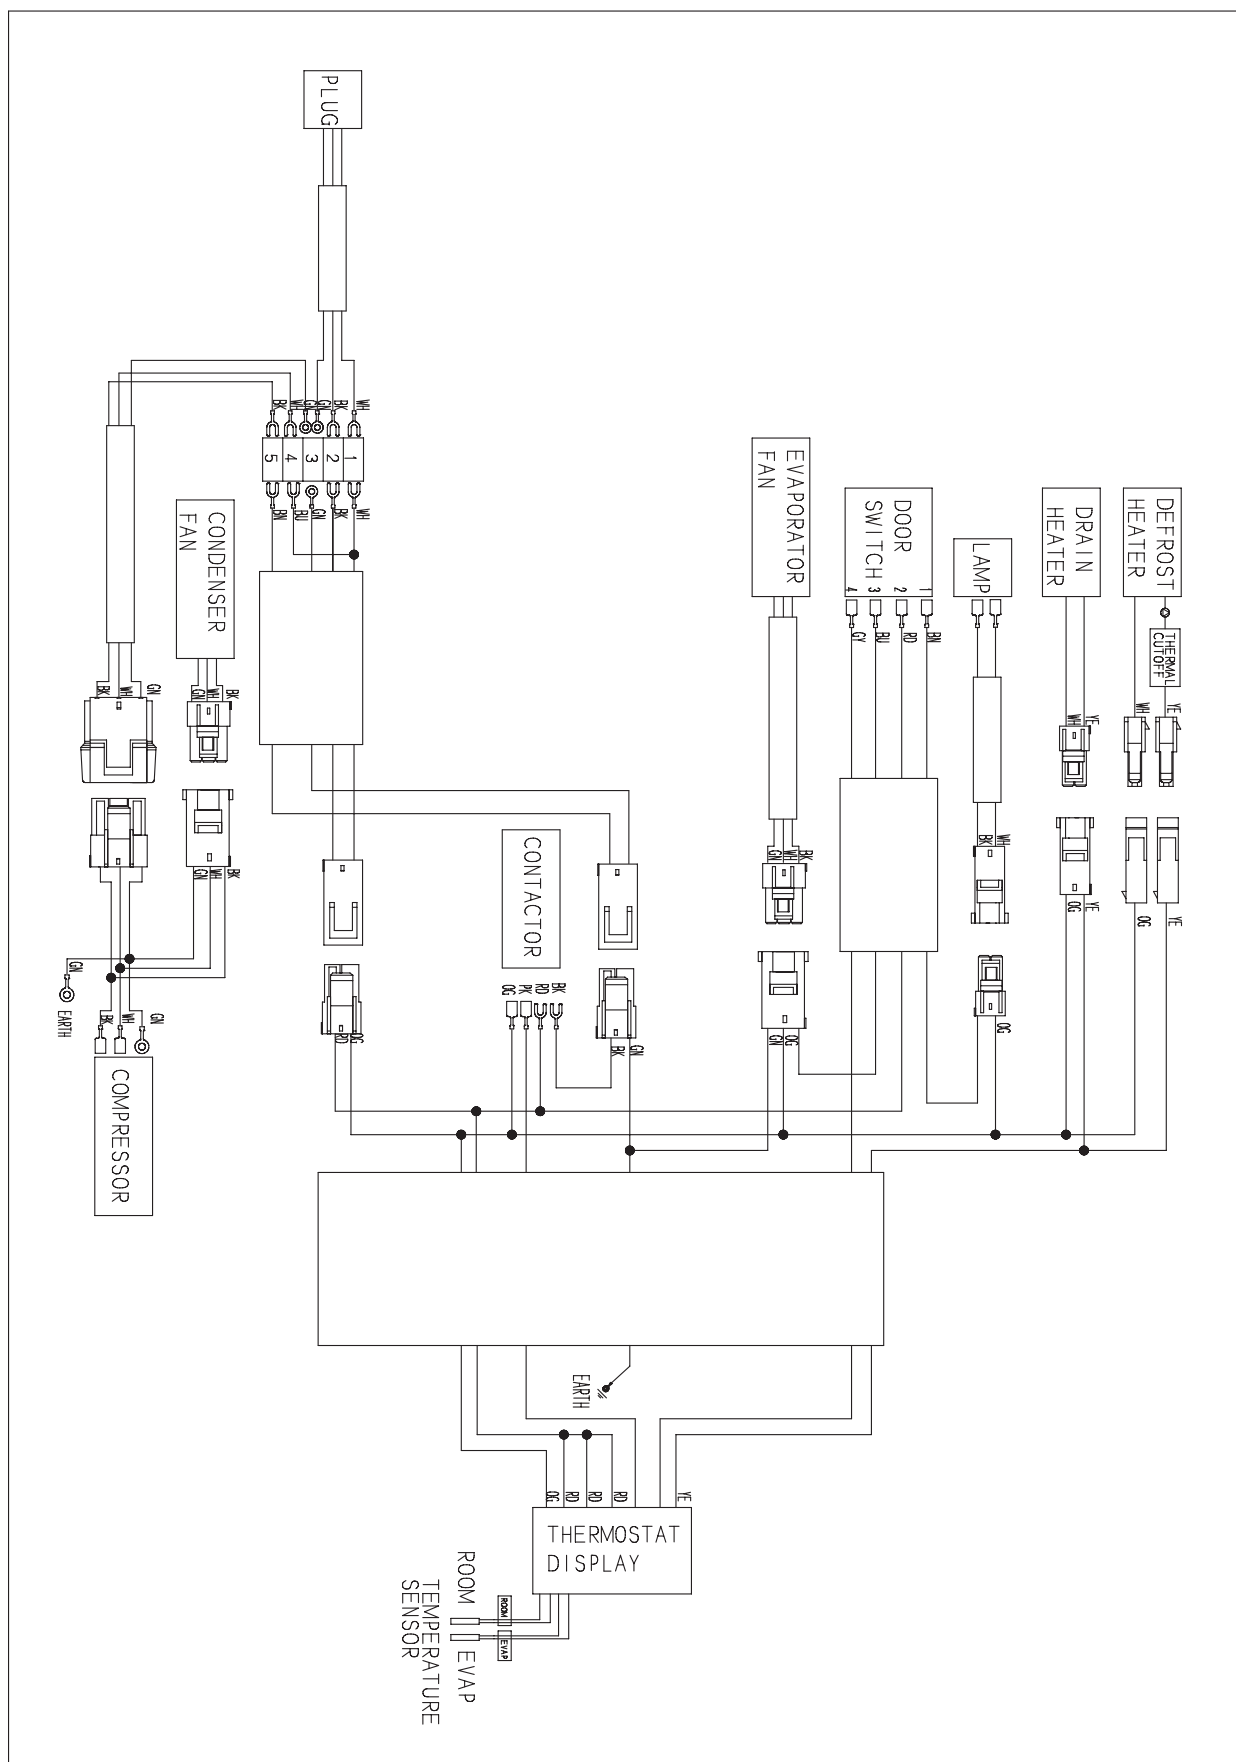 PLUG
BK
WH
GN
GN
BK
WH
5
4
3
2
1
BN
BU
GN
BK
WH
CONDENSER
FAN
BK
WH
GN
GN
WH
BK
GN
WH
BK
GN
EARTH
BK
WH
GN
COMPRESSOR
EVAPORATOR
FAN
GN
WH
BK
GN
OG
DOOR
SWITCH
4
3
2
1
GY
BU
RD
BN
LAMP
BK
WH
OG
DRAIN
HEATER
WH
YE
OG
YE
DEFROST
HEATER
THERMAL
CUTOFF
WH
YE
OG
YE
CONTACTOR
OG
PK
RD
BK
RD
OG
BK
GN
EARTH
OG
RD
RD
RD
YE
THERMOSTAT
DISPLAY
ROOM
EVAP
ROOM
EVAP
TEMPERATURE
SENSOR